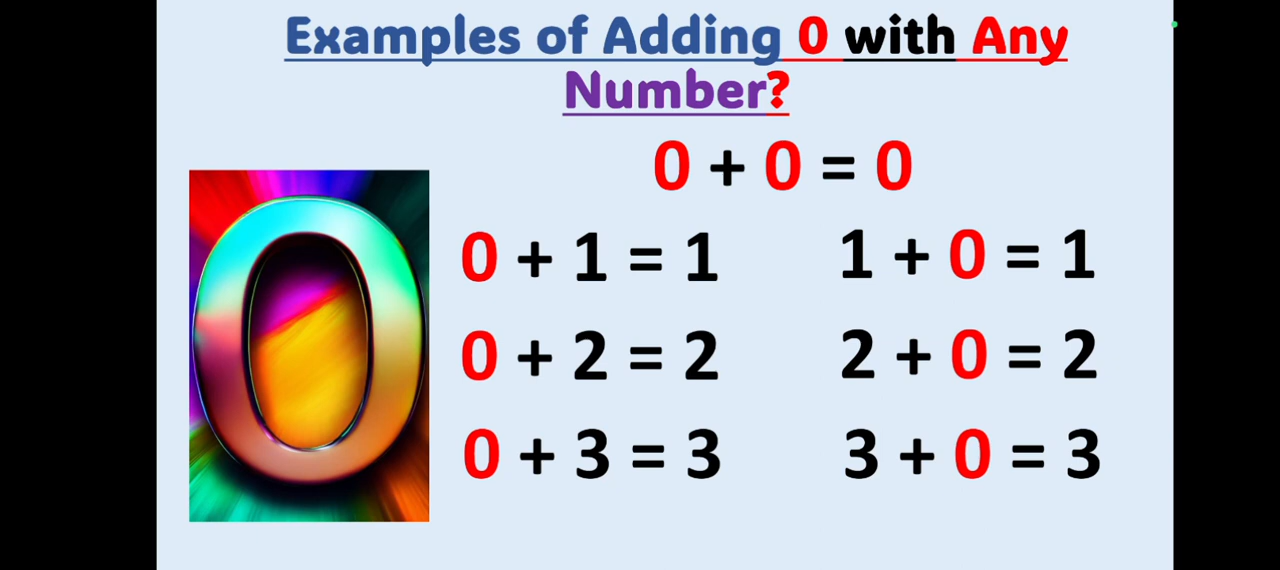 Examples of Adding 0 with Any
Number?
0 + 0 = 0
0 + 1 = 1
1 + 0 = 1
0 + 2 = 2
2 + 0 = 2
0 + 3 = 3
3 + 0 = 3
0